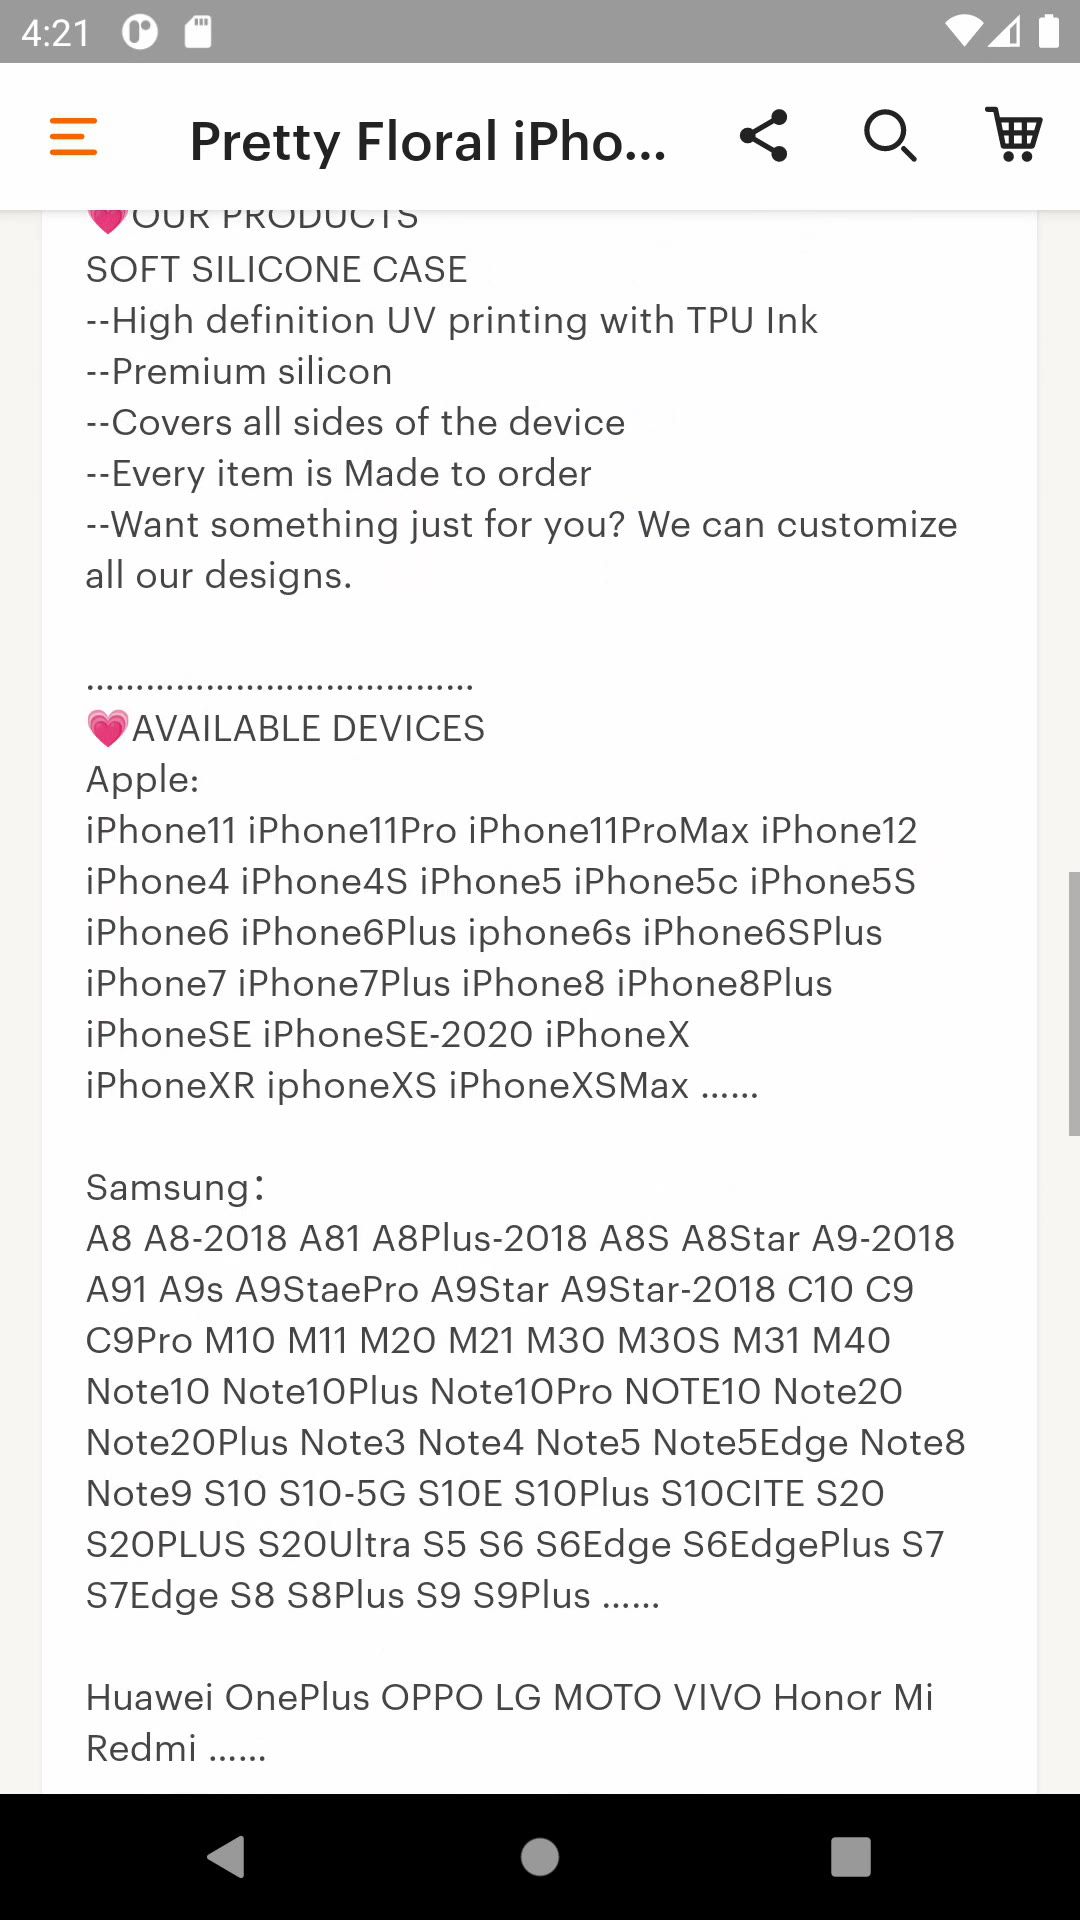 4:21
Pretty Floral iPho...
💗OUR PRODUCTS
SOFT SILICONE CASE
--High definition UV printing with TPU Ink
--Premium silicon
--Covers all sides of the device
--Every item is Made to order
--Want something just for you? We can customize
all our designs.
.......................................
💗AVAILABLE DEVICES
Apple:
iPhone11 iPhone11Pro iPhone11ProMax iPhone12
iPhone4 iPhone4S iPhone5 iPhone5c iPhone5S
iPhone6 iPhone6Plus iphone6s iPhone6SPlus
iPhone7 iPhone7Plus iPhone8 iPhone8Plus
iPhoneSE iPhoneSE-2020 iPhoneX
iPhoneXR iphoneXS iPhoneXSMax ......
Samsung：
A8 A8-2018 A81 A8Plus-2018 A8S A8Star A9-2018
A91 A9s A9StaePro A9Star A9Star-2018 C10 C9
C9Pro M10 M11 M20 M21 M30 M30S M31 M40
Note10 Note10Plus Note10Pro NOTE10 Note20
Note20Plus Note3 Note4 Note5 Note5Edge Note8
Note9 S10 S10-5G S10E S10Plus S10CITE S20
S20PLUS S20Ultra S5 S6 S6Edge S6EdgePlus S7
S7Edge S8 S8Plus S9 S9Plus ......
Huawei OnePlus OPPO LG MOTO VIVO Honor Mi
Redmi ......